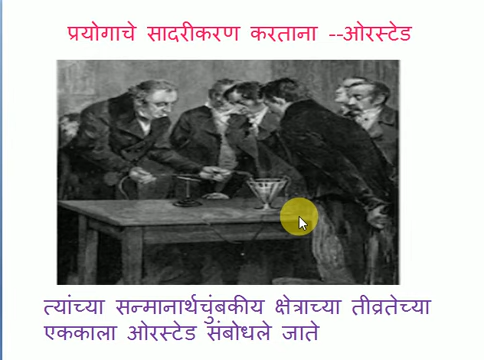 प्रयोगाचे सादरीकरण करताना --ओरस्टेड
त्यांच्या सन्मानार्थचुंबकीय क्षेत्राच्या तीव्रतेच्या
एककाला ओरस्टेड संबोधले जाते